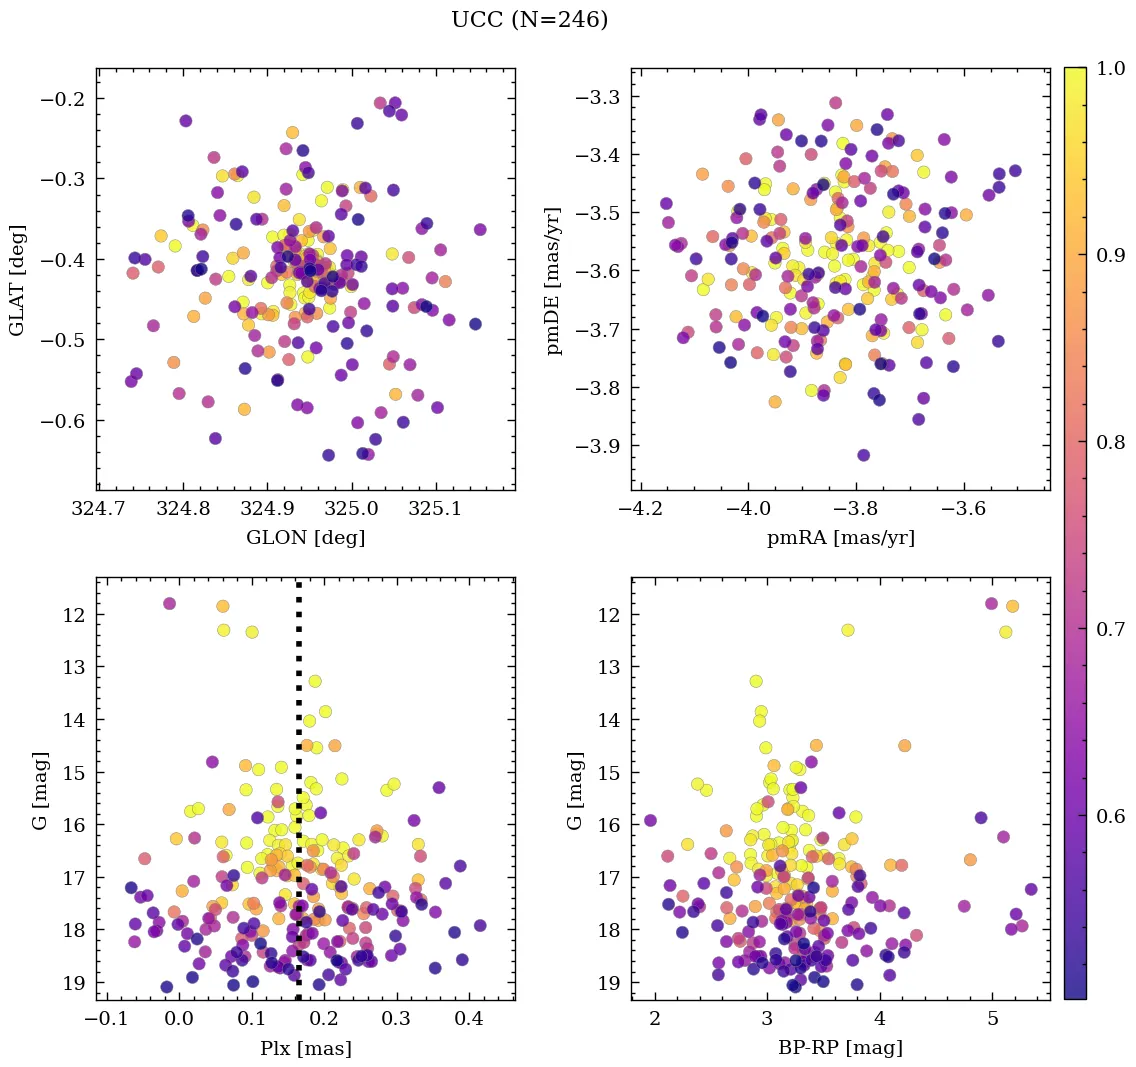 UCC (N=246)
−0.2
−0.3
−0.4
−0.5
−0.6
GLAT [deg]
324.7 324.8 324.9 325.0 325.1
GLON [deg]
−3.3
−3.4
−3.5
−3.6
−3.7
−3.8
−3.9
pmDE [mas/yr]
−4.2 −4.0 −3.8 −3.6
pmRA [mas/yr]
12
13
14
15
16
17
18
19
G [mag]
−0.1 0.0 0.1 0.2 0.3 0.4
Plx [mas]
12
13
14
15
16
17
18
19
G [mag]
2 3 4 5
BP-RP [mag]
1.0
0.9
0.8
0.7
0.6